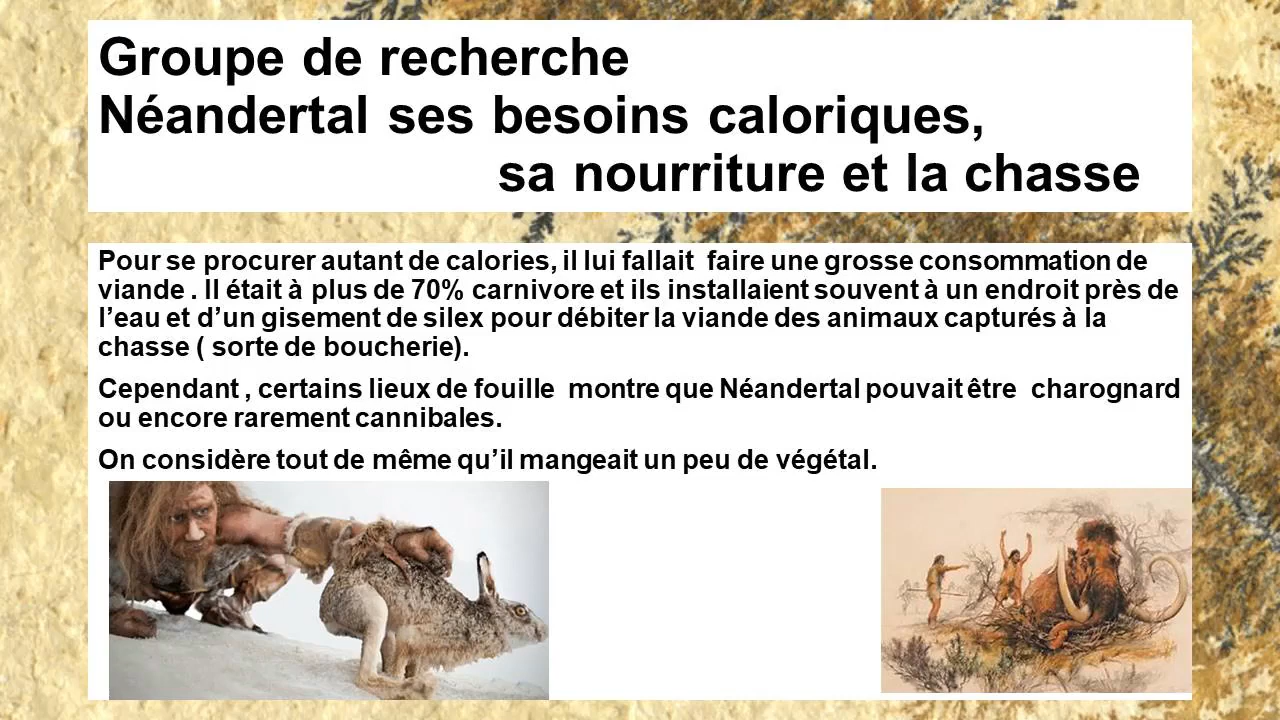 Groupe de recherche
Néandertal ses besoins caloriques,
sa nourriture et la chasse
Pour se procurer autant de calories, il lui fallait faire une grosse consommation de
viande . Il était à plus de 70% carnivore et ils installaient souvent à un endroit près de
l’eau et d’un gisement de silex pour débiter la viande des animaux capturés à la
chasse ( sorte de boucherie).
Cependant , certains lieux de fouille montre que Néandertal pouvait être charognard
ou encore rarement cannibales.
On considère tout de même qu’il mangeait un peu de végétal.